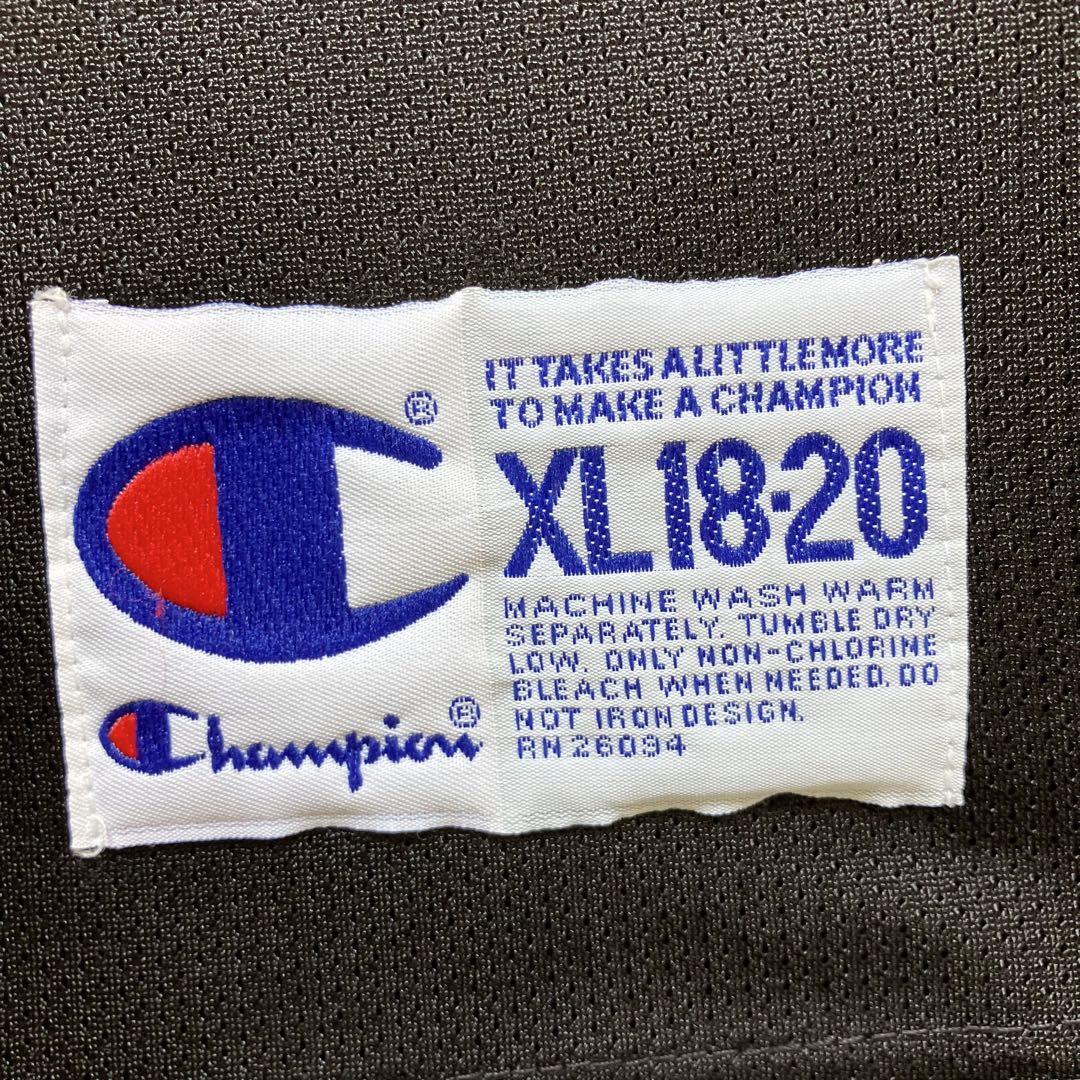 IT TAKES A LITTLE MORE
TO MAKE A CHAMPION
XL 18-20
MACHINE WASH WARM
SEPARATELY. TUMBLE DRY
LOW. ONLY NON-CHLORINE
BLEACH WHEN NEEDED. DO
NOT IRON DESIGN.
RN 26094
®
Champion®